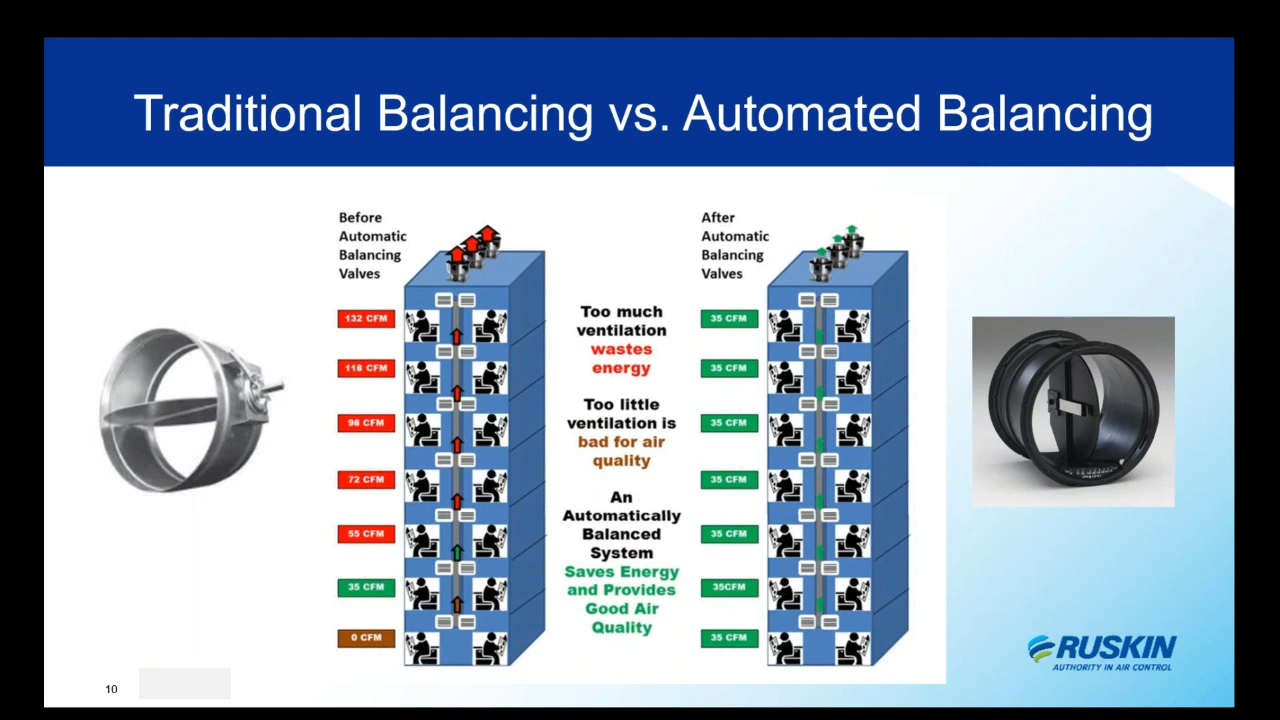 Traditional Balancing vs. Automated Balancing
Before
Automatic
Balancing
Valves
132 CFM
118 CFM
98 CFM
72 CFM
55 CFM
35 CFM
0 CFM
Too much
ventilation
wastes
energy
Too little
ventilation is
bad for air
quality
An
Automatically
Balanced
System
Saves Energy
and Provides
Good Air
Quality
After
Automatic
Balancing
Valves
35 CFM
35 CFM
35 CFM
35 CFM
35 CFM
35CFM
35 CFM
RUSKIN
AUTHORITY IN AIR CONTROL
10